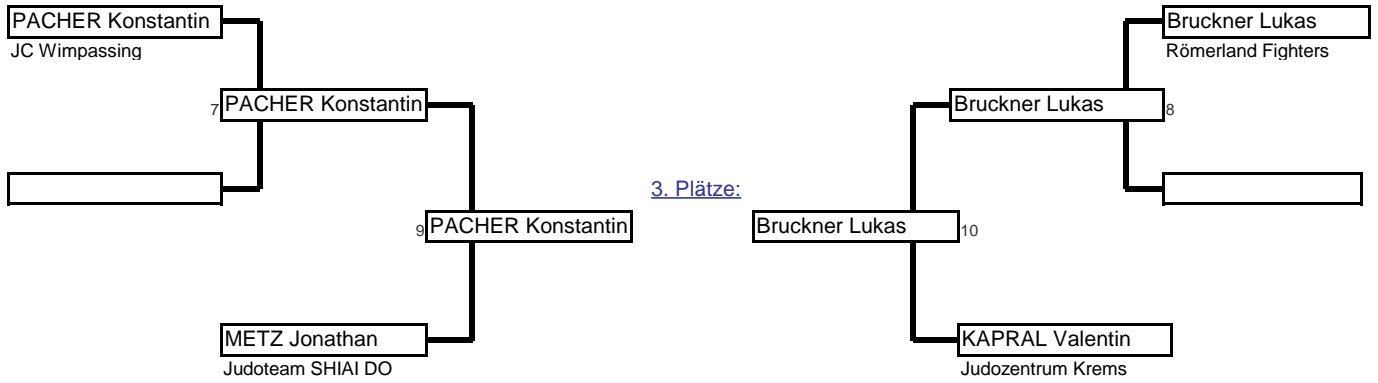 PACHER Konstantin
JC Wimpassing
Bruckner Lukas
Römerland Fighters
7 PACHER Konstantin
Bruckner Lukas 8
3. Plätze:
9 PACHER Konstantin
Bruckner Lukas 10
METZ Jonathan
Judoteam SHIAI DO
KAPRAL Valentin
Judozentrum Krems